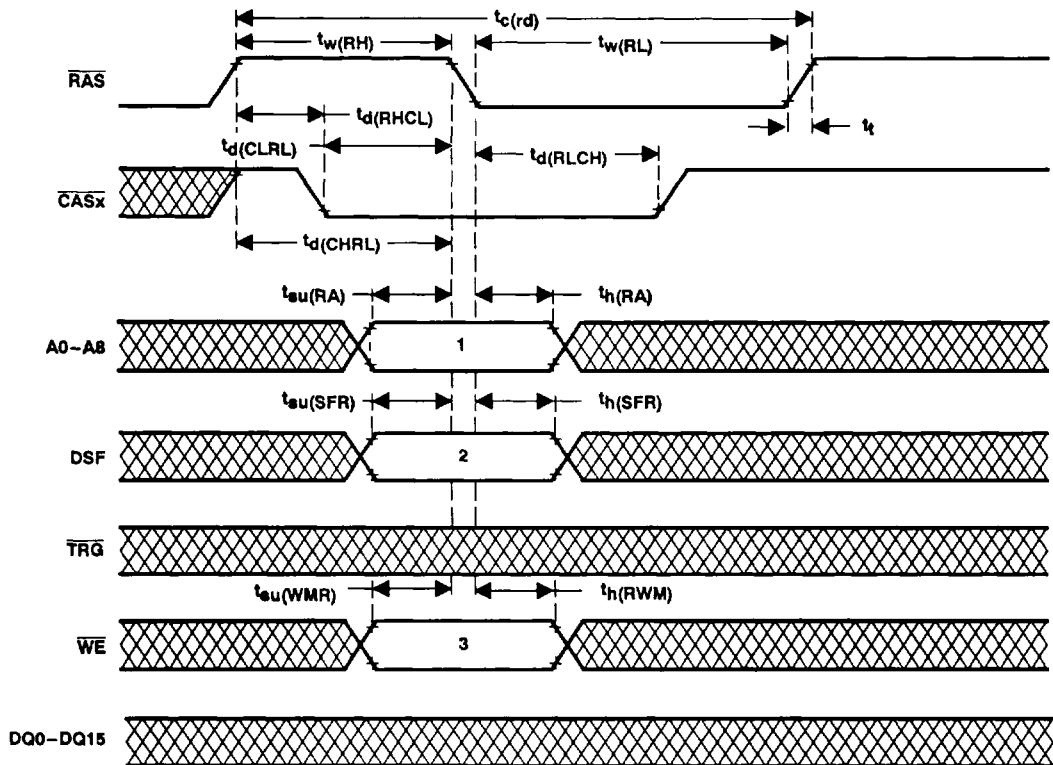 tc(rd)
tw(RH)
tw(RL)
RAS
td(RHCL)
tt
td(CLRL)
td(RLCH)
CASx
td(CHRL)
tsu(RA)
th(RA)
A0–A8
1
tsu(SFR)
th(SFR)
DSF
2
TRG
tsu(WMR)
th(RWM)
WE
3
DQ0–DQ15